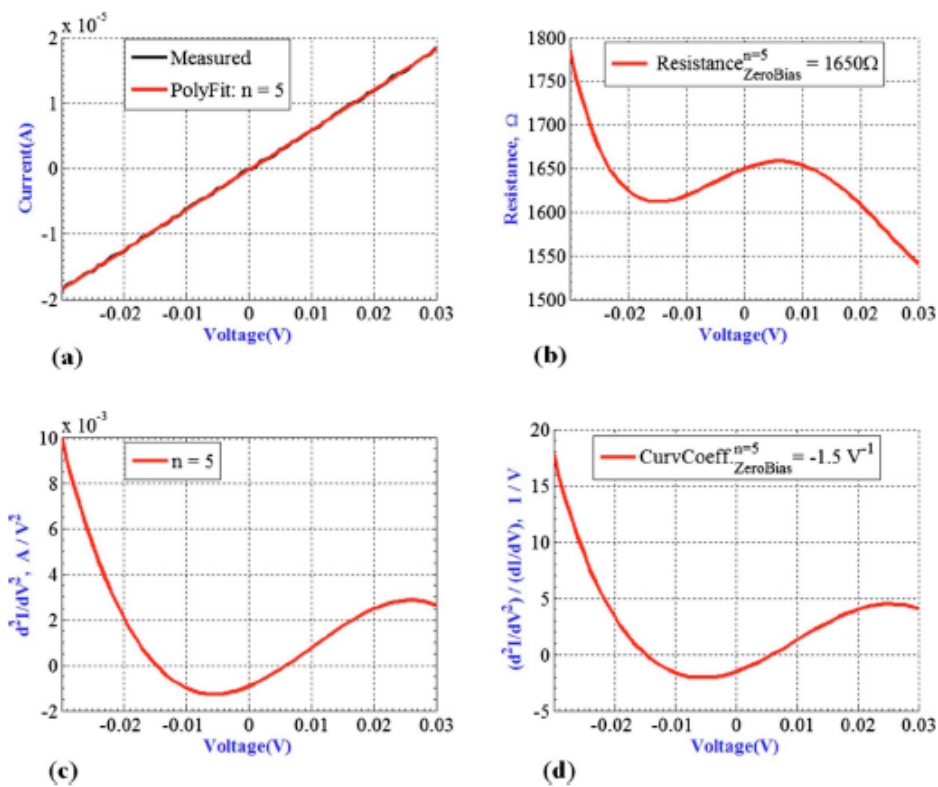 x 10⁻⁵
2
1
0
-1
-2
Current(A)
Measured
PolyFit: n = 5
-0.02 -0.01 0 0.01 0.02 0.03
Voltage(V)
(a)
1800
1750
1700
1650
1600
1550
1500
Resistance, Ω
Resistance ZeroBias n=5 = 1650Ω
-0.02 -0.01 0 0.01 0.02 0.03
Voltage(V)
(b)
x 10⁻³
10
8
6
4
2
0
-2
d²I/dV², A / V²
n = 5
-0.02 -0.01 0 0.01 0.02 0.03
Voltage(V)
(c)
20
15
10
5
0
-5
(d²I/dV²) / (dI/dV), 1 / V
CurvCoeff. ZeroBias n=5 = -1.5 V⁻¹
-0.02 -0.01 0 0.01 0.02 0.03
Voltage(V)
(d)